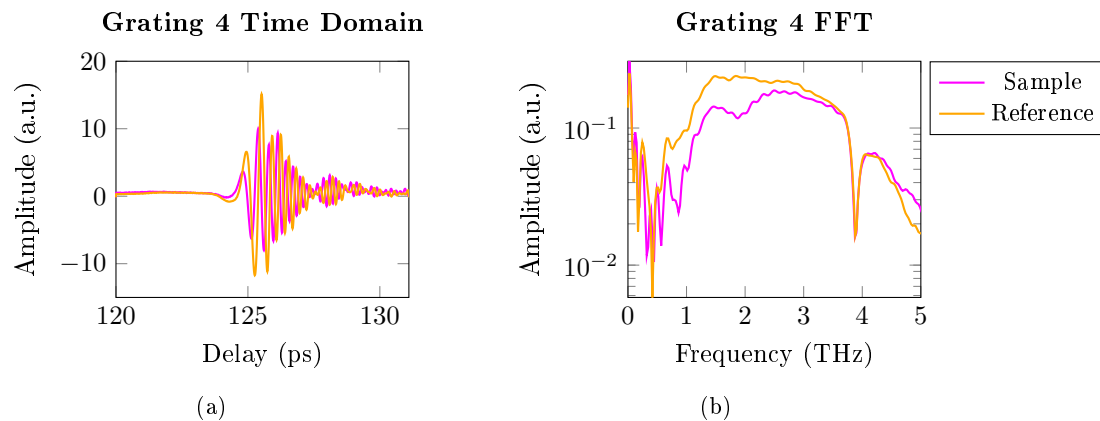 Grating 4 Time Domain
20
10
0
−10
120
125
130
Amplitude (a.u.)
Delay (ps)
(a)
Grating 4 FFT
10⁻¹
10⁻²
0
1
2
3
4
5
Amplitude (a.u.)
Frequency (THz)
(b)
Sample
Reference